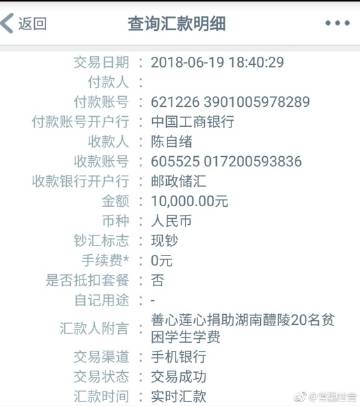 返回 查询汇款明细 •••
交易日期： 2018-06-19 18:40:29
付款人：
付款账号： 621226 3901005978289
付款账号开户行： 中国工商银行
收款人： 陈自绪
收款账号： 605525 017200593836
收款银行开户行： 邮政储汇
金额： 10,000.00元
币种： 人民币
钞汇标志： 现钞
手续费*： 0元
是否抵扣套餐： 否
自记用途： -
汇款人附言： 善心莲心捐助湖南醴陵20名贫
困学生学费
交易渠道： 手机银行
交易状态： 交易成功
汇款时间： 实时汇款